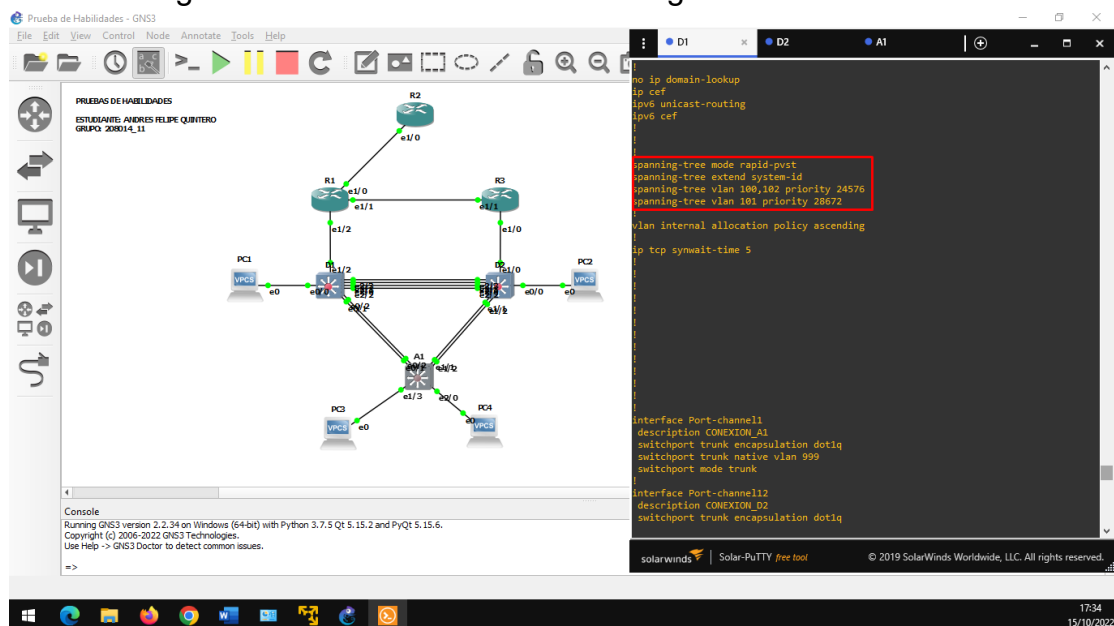 Prueba de Habilidades - GNS3
File Edit View Control Node Annotate Tools Help
PRUEBAS DE HABILIDADES
ESTUDIANTE: ANDRES FELIPE QUINTERO
GRUPO: 208014_11
R2
e1/0
R1
R3
e1/0
e1/1
e1/1
e1/2
e1/0
PC1
D1
e1/2
D2
e1/0
PC2
VPCS
e0
e2/2
e0/0
e0
VPCS
A1
e1/3
e2/0
PC3
PC4
VPCS
e0
VPCS
Console
Running GNS3 version 2.2.34 on Windows (64-bit) with Python 3.7.5 Qt 5.15.2 and PyQt 5.15.6.
Copyright (c) 2006-2022 GNS3 Technologies.
Use Help -> GNS3 Doctor to detect common issues.
=>
D1
D2
A1
!
no ip domain-lookup
ip cef
ipv6 unicast-routing
ipv6 cef
!
!
!
spanning-tree mode rapid-pvst
spanning-tree extend system-id
spanning-tree vlan 100,102 priority 24576
spanning-tree vlan 101 priority 28672
!
vlan internal allocation policy ascending
!
ip tcp synwait-time 5
!
!
!
!
!
!
!
!
!
!
!
!
interface Port-channel1
description CONEXION_A1
switchport trunk encapsulation dot1q
switchport trunk native vlan 999
switchport mode trunk
!
interface Port-channel12
description CONEXION_D2
switchport trunk encapsulation dot1q
solarwinds Solar-PuTTY free tool © 2019 SolarWinds Worldwide, LLC. All rights reserved.
17:34
15/10/2022